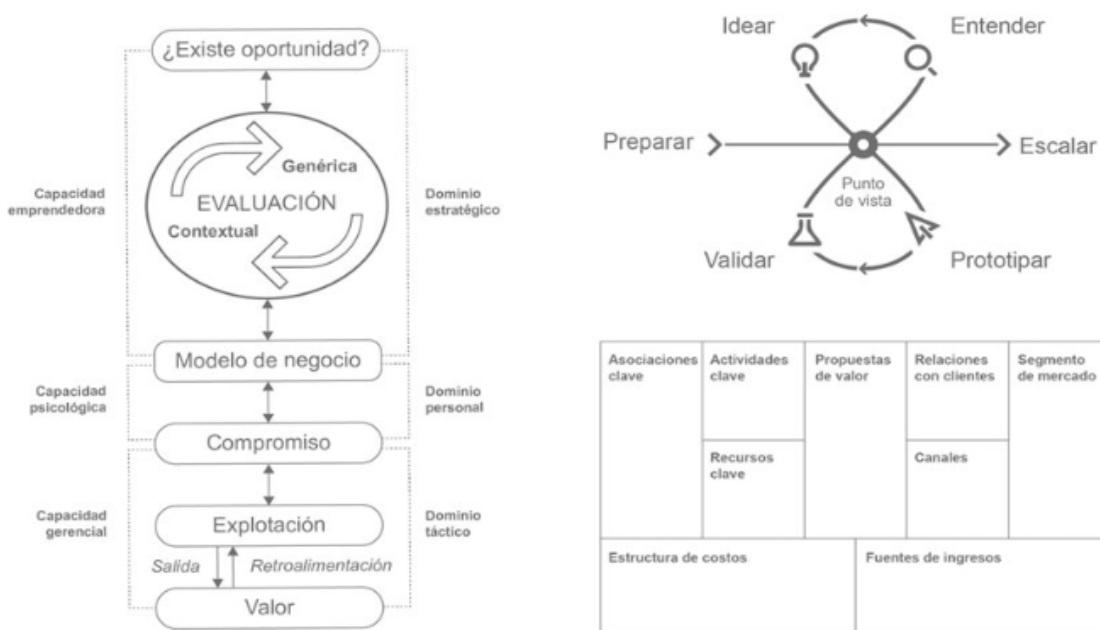 ¿Existe oportunidad?
Genérica
EVALUACIÓN
Contextual
Capacidad
emprendedora
Dominio
estratégico
Modelo de negocio
Capacidad
psicológica
Dominio
personal
Compromiso
Capacidad
gerencial
Dominio
táctico
Explotación
Salida
Retroalimentación
Valor
Idear
Entender
Preparar
Escalar
Punto
de vista
Validar
Prototipar
Asociaciones
clave
Actividades
clave
Propuestas
de valor
Relaciones
con clientes
Segmento
de mercado
Recursos
clave
Canales
Estructura de costos
Fuentes de ingresos